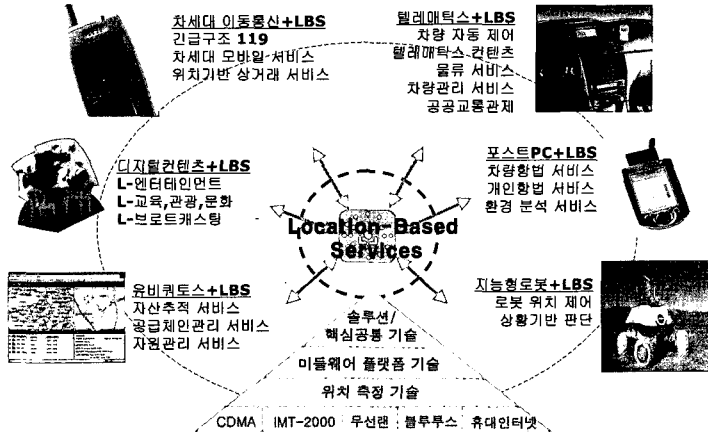 차세대 이동통신+LBS
긴급구조 119
차세대 모바일 서비스
위치기반 상거래 서비스
텔레매틱스+LBS
차량 자동 제어
텔레매틱스 컨텐츠
물류 서비스
차량관리 서비스
공공교통관제
디지털컨텐츠+LBS
L-엔터테인먼트
L-교육,관광,문화
L-브로트캐스팅
포스트PC+LBS
차량항법 서비스
개인항법 서비스
환경 분석 서비스
Location-Based
Services
유비쿼토스+LBS
자산추적 서비스
공급체인관리 서비스
자원관리 서비스
지능형로봇+LBS
로봇 위치 제어
상황기반 판단
솔루션/
핵심공통 기술
미들웨어 플랫폼 기술
위치 측정 기술
CDMA IMT-2000 무선랜 블루투스 휴대인터넷